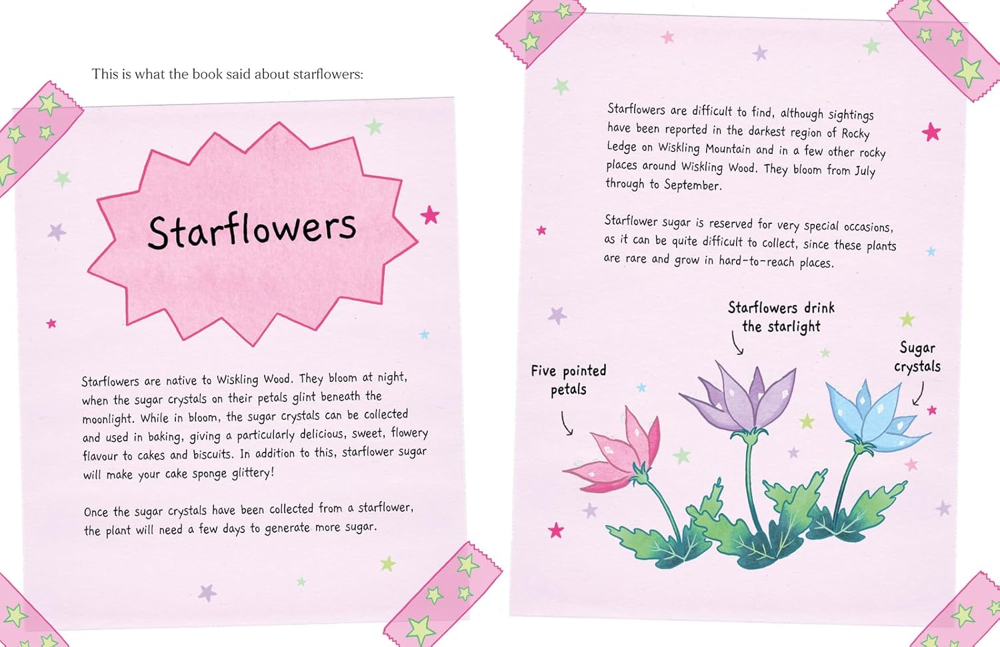 This is what the book said about starflowers:
Starflowers
Starflowers are native to Wiskling Wood. They bloom at night,
when the sugar crystals on their petals glint beneath the
moonlight. While in bloom, the sugar crystals can be collected
and used in baking, giving a particularly delicious, sweet, flowery
flavour to cakes and biscuits. In addition to this, starflower sugar
will make your cake sponge glittery!
Once the sugar crystals have been collected from a starflower,
the plant will need a few days to generate more sugar.
Starflowers are difficult to find, although sightings
have been reported in the darkest region of Rocky
Ledge on Wiskling Mountain and in a few other rocky
places around Wiskling Wood. They bloom from July
through to September.
Starflower sugar is reserved for very special occasions,
as it can be quite difficult to collect, since these plants
are rare and grow in hard-to-reach places.
Starflowers drink
the starlight
Five pointed
petals
Sugar
crystals